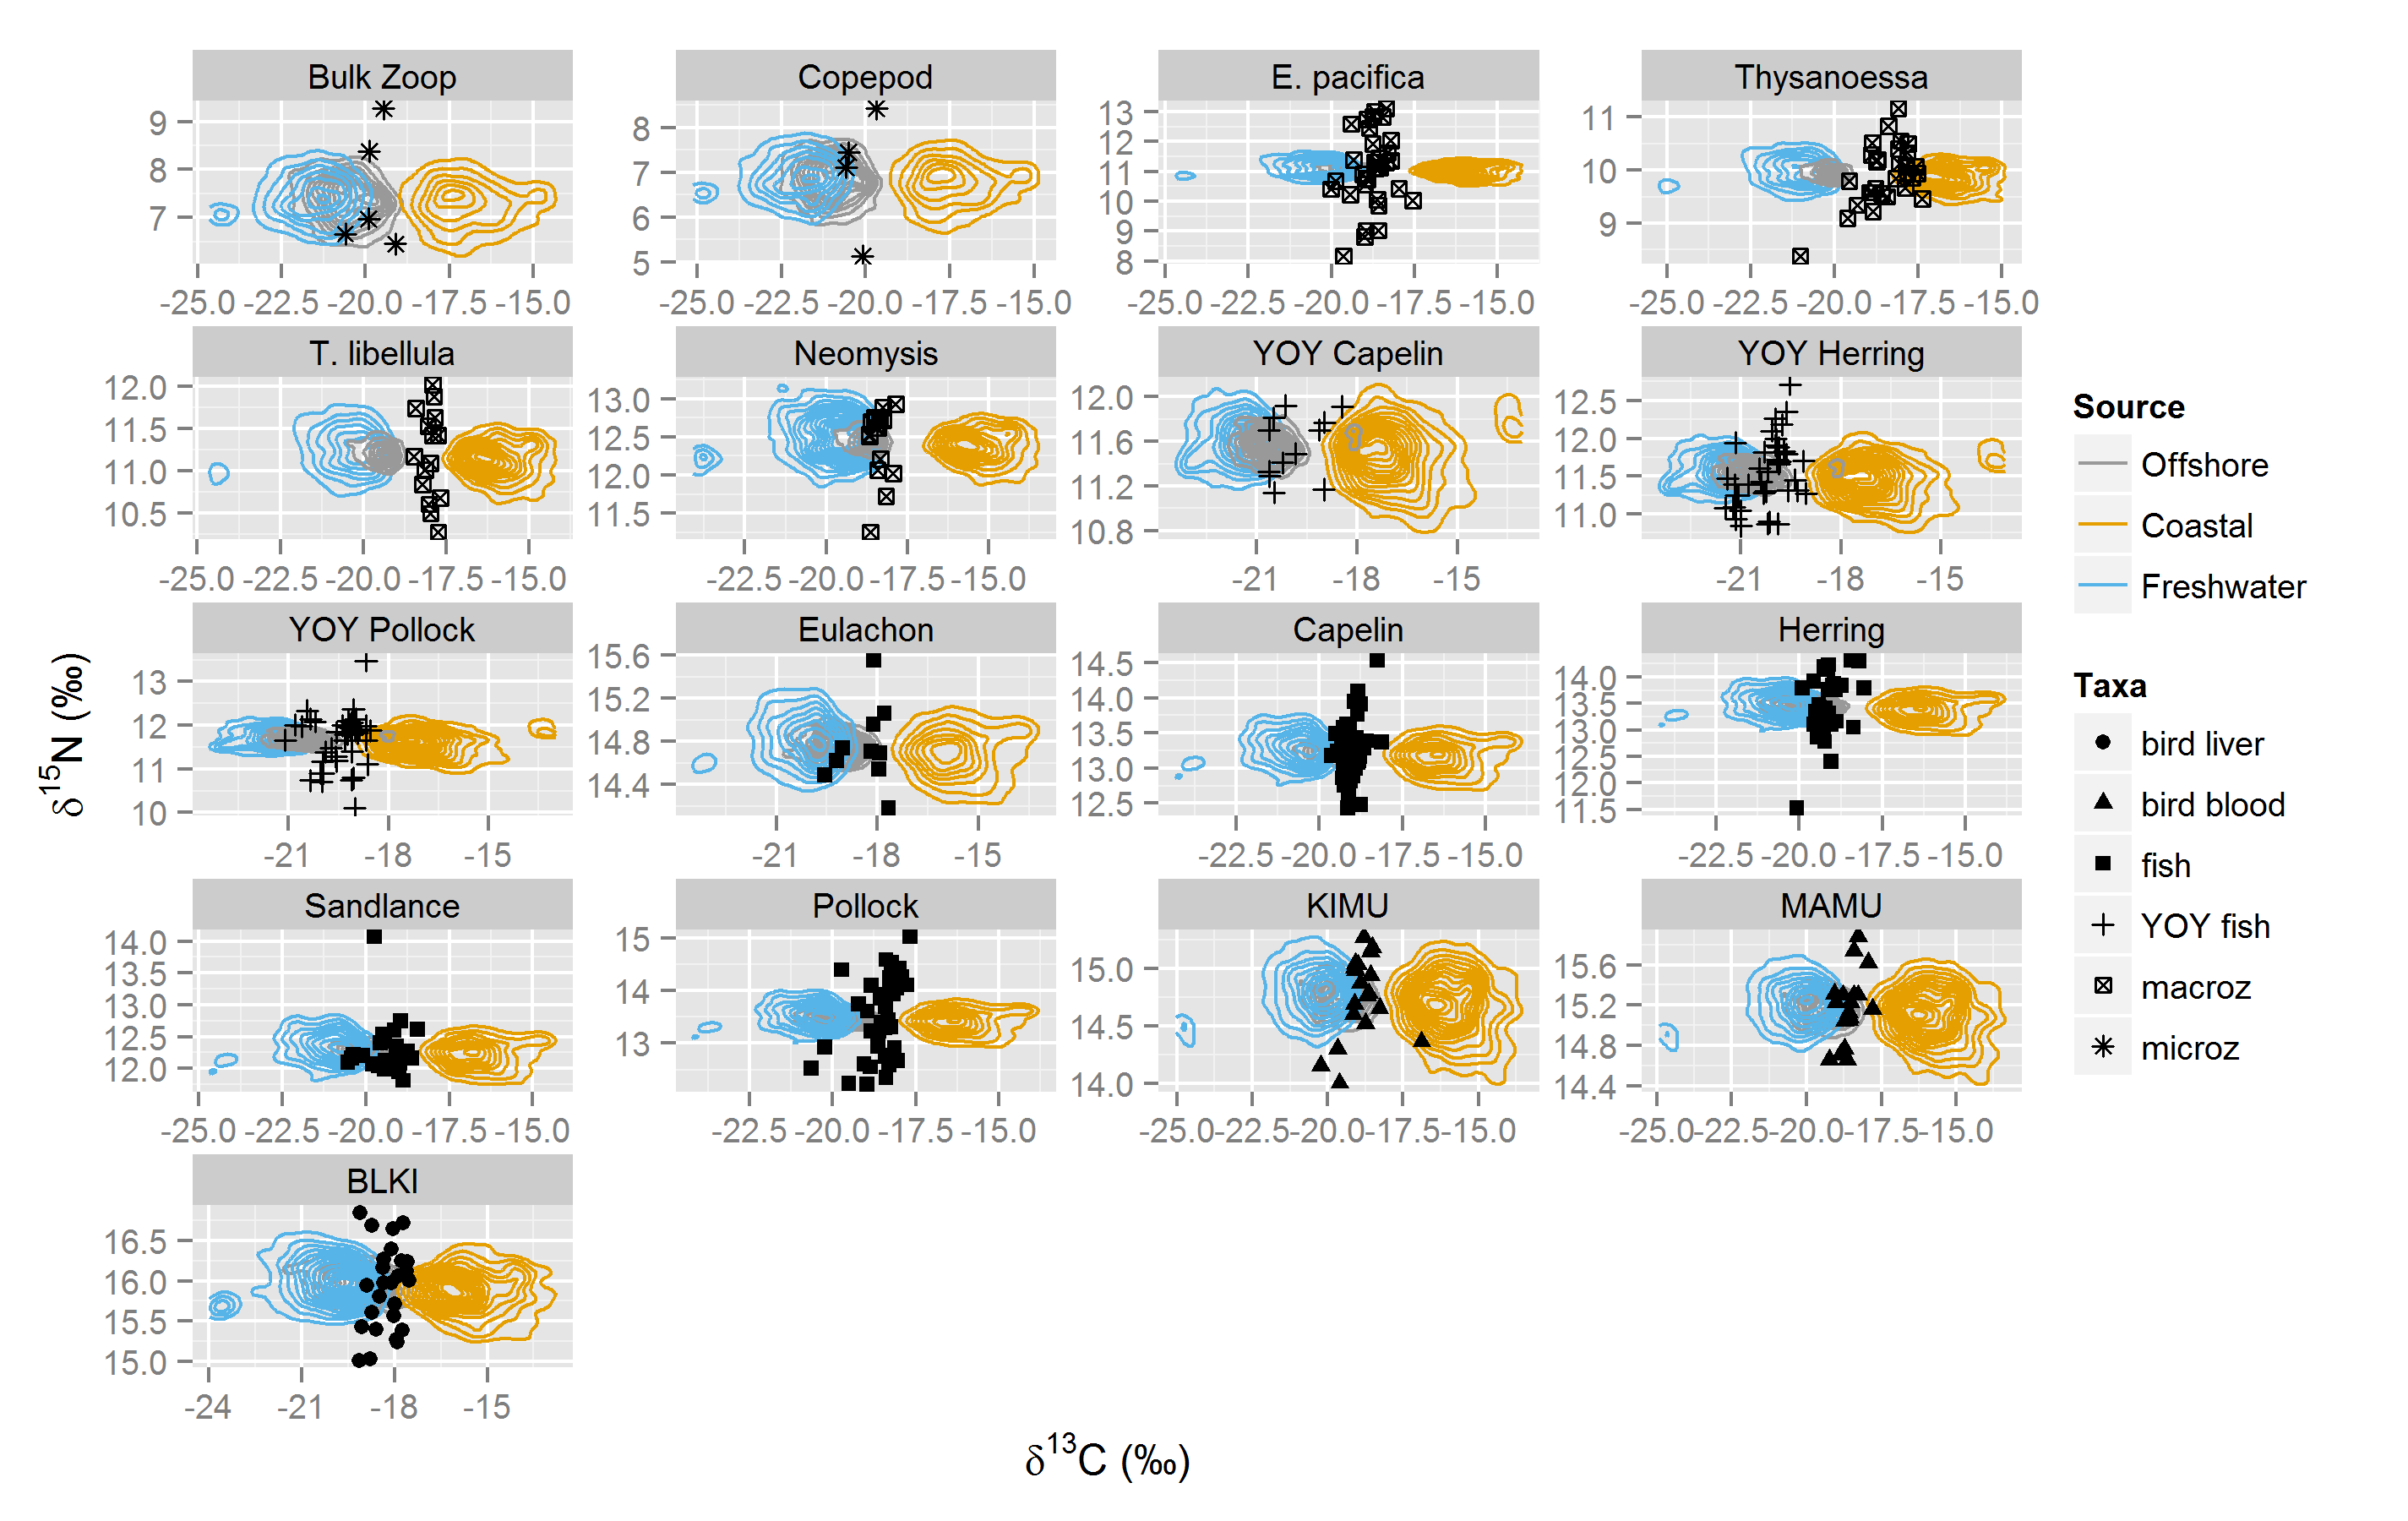 Bulk Zoop
Copepod
E. pacifica
Thysanoessa
9
8
7
8
7
6
5
13
12
11
10
9
8
11
10
9
-25.0 -22.5 -20.0 -17.5 -15.0
-25.0 -22.5 -20.0 -17.5 -15.0
-25.0 -22.5 -20.0 -17.5 -15.0
-25.0 -22.5 -20.0 -17.5 -15.0
T. libellula
Neomysis
YOY Capelin
YOY Herring
12.0
11.5
11.0
10.5
13.0
12.5
12.0
11.5
12.0
11.6
11.2
10.8
12.5
12.0
11.5
11.0
-25.0 -22.5 -20.0 -17.5 -15.0
-22.5 -20.0 -17.5 -15.0
-21 -18 -15
-21 -18 -15
YOY Pollock
Eulachon
Capelin
Herring
13
12
11
10
15.6
15.2
14.8
14.4
14.5
14.0
13.5
13.0
12.5
14.0
13.5
13.0
12.5
12.0
11.5
-21 -18 -15
-21 -18 -15
-22.5 -20.0 -17.5 -15.0
-22.5 -20.0 -17.5 -15.0
Sandlance
Pollock
KIMU
MAMU
14.0
13.5
13.0
12.5
12.0
15
14
13
15.0
14.5
14.0
15.6
15.2
14.8
14.4
-25.0 -22.5 -20.0 -17.5 -15.0
-22.5 -20.0 -17.5 -15.0
-25.0-22.5-20.0-17.5-15.0
-25.0-22.5-20.0-17.5-15.0
BLKI
16.5
16.0
15.5
15.0
-24 -21 -18 -15
δ15N (‰)
δ13C (‰)
Source
Offshore
Coastal
Freshwater
Taxa
bird liver
bird blood
fish
YOY fish
macroz
microz